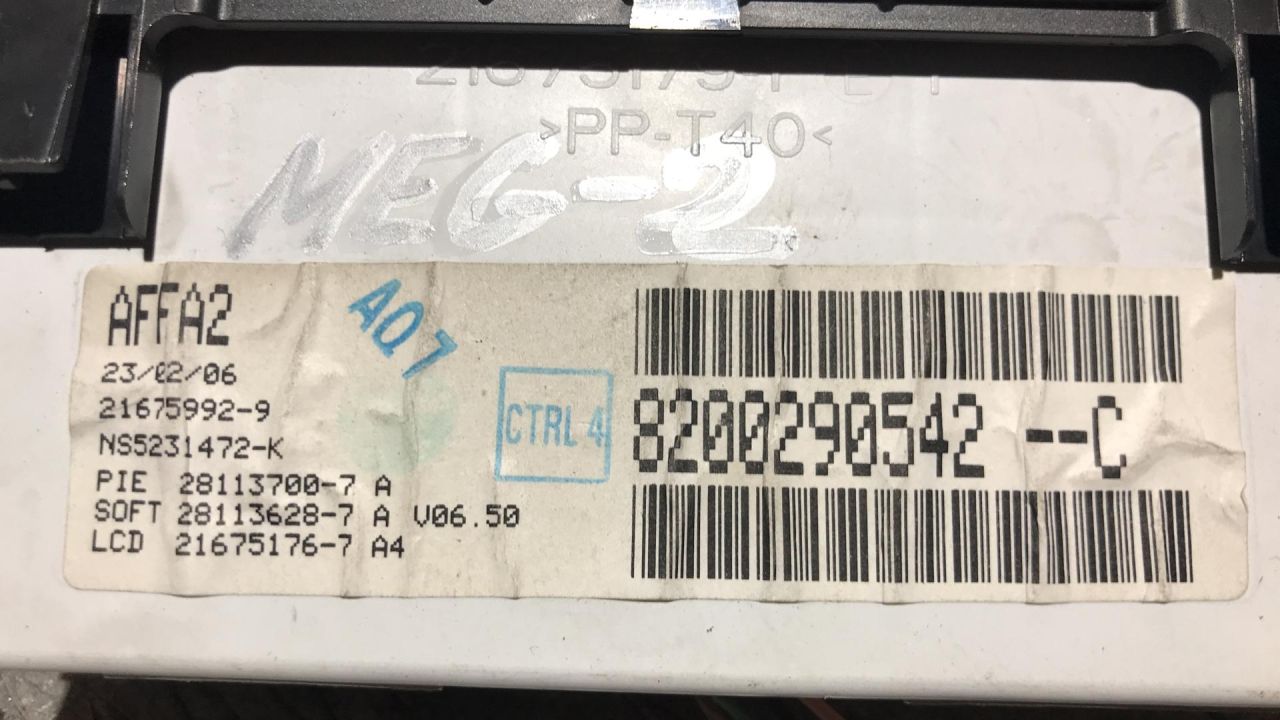 >PP-T40<
MEG-2
AFFA2
AQ7
23/02/06
21675992-9
NS5231472-K
CTRL 4
8200290542 --C
PIE 28113700-7 A
SOFT 28113628-7 A V06.50
LCD 21675176-7 A4